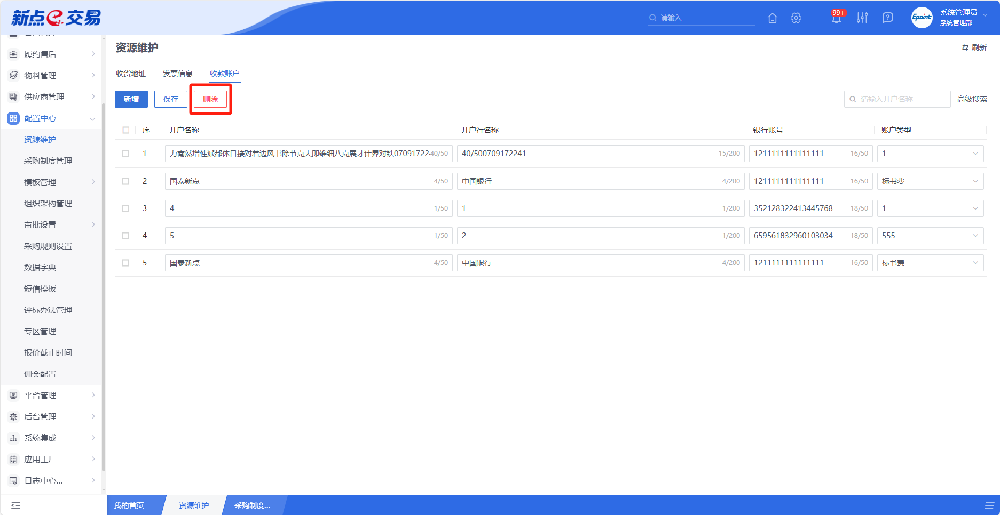 新点e交易
请输入
99+
Epoint
系统管理员
系统管理部
合同管理
履约售后
物料管理
供应商管理
配置中心
资源维护
采购制度管理
模板管理
组织架构管理
审批设置
采购规则设置
数据字典
短信模板
评标办法管理
专区管理
报价截止时间
佣金配置
平台管理
后台管理
系统集成
应用工厂
日志中心...
资源维护
刷新
收货地址 发票信息 收款账户
新增 保存 删除
请输入开户名称 高级搜索
序 开户名称 开户行名称 银行账号 账户类型
1 力南然增性派都体目接对着边风书除节克大即维细八克展才计界对铁070917224 40/50 40/500709172241 15/200 1211111111111111 16/50 1
2 国泰新点 4/50 中国银行 4/200 1211111111111111 16/50 标书费
3 4 1/50 1 1/200 352128322413445768 18/50 1
4 5 1/50 2 1/200 659561832960103034 18/50 555
5 国泰新点 4/50 中国银行 4/200 1211111111111111 16/50 标书费
我的首页 资源维护 采购制度...